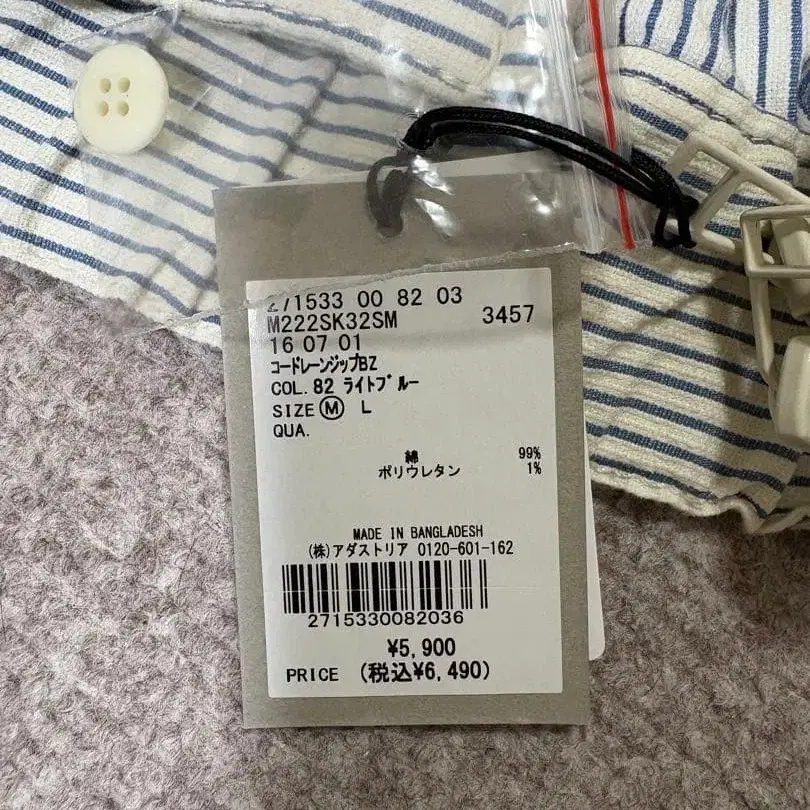 271533 00 82 03
M222SK32SM 3457
16 07 01
コードレーンジップBZ
COL. 82 ライトブルー
SIZE Ⓜ L
QUA.
綿 99%
ポリウレタン 1%
MADE IN BANGLADESH
(株)アダストリア 0120-601-162
2715330082036
¥5,900
PRICE (税込¥6,490)